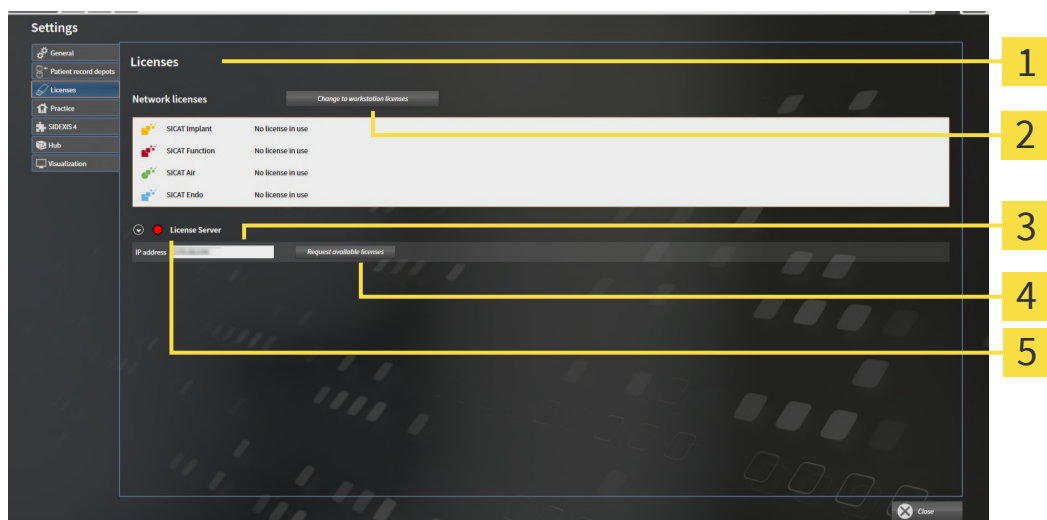 Settings
General
Patient record depots
Licenses
Practice
SIDEXIS 4
Hub
Visualization
Licenses
1
Network licenses Change to workstation licenses
2
SICAT Implant No license in use
SICAT Function No license in use
SICAT Air No license in use
SICAT Endo No license in use
License Server
3
IP address Request available licenses
4
5
Close